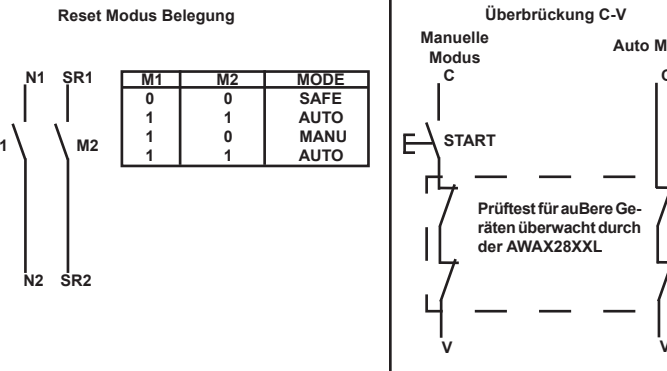 Reset Modus Belegung
N1 SR1
1 M2
N2 SR2
M1 M2 MODE
0 0 SAFE
1 1 AUTO
1 0 MANU
1 1 AUTO
Überbrückung C-V
Manuelle
Modus
C
START
Prüftest für auBere Ge-
räten überwacht durch
der AWAX28XXL
V
Auto M
C
V